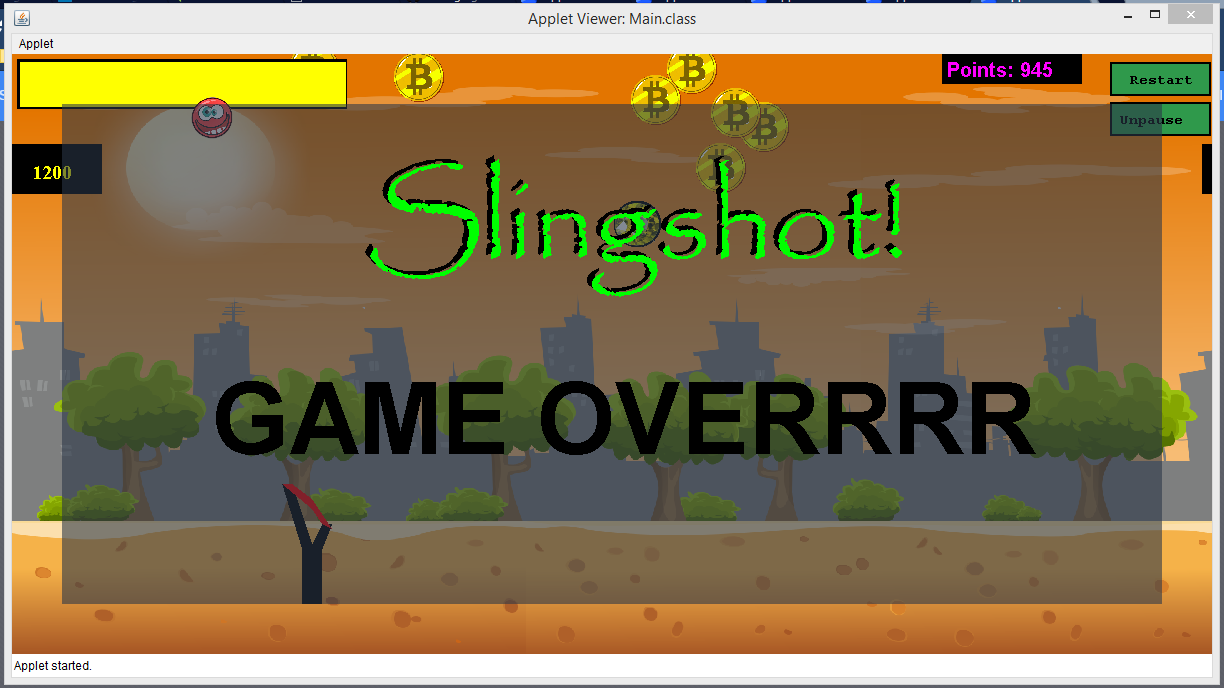 Applet Viewer: Main.class
Applet
Points: 945
Restart
Unpause
1200
Slingshot!
GAME OVERRRR
Applet started.